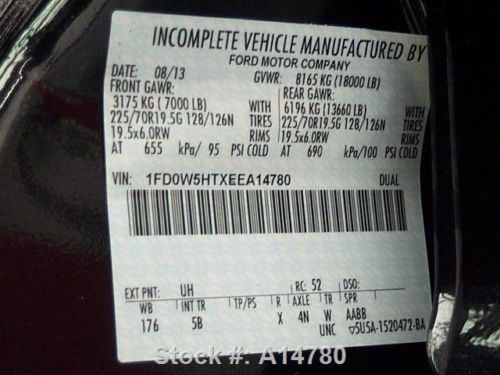 INCOMPLETE VEHICLE MANUFACTURED BY
FORD MOTOR COMPANY
DATE: 08/13 GVWR: 8165 KG (18000 LB)
FRONT GAWR: REAR GAWR:
3175 KG (7000 LB) WITH 6196 KG (13660 LB) WITH
225/70R19.5G 128/126N TIRES 225/70R19.5G 128/126N TIRES
19.5x6.0RW RIMS 19.5x6.0RW RIMS
AT 655 kPa/ 95 PSI COLD AT 690 kPa/100 PSI COLD
VIN: 1FD0W5HTXEEA14780 DUAL
EXT PNT: UH RC: 52 DSO:
WB INT TR TP/PS R AXLE TR SPR
176 5B X 4N W AABB
UNC 5U5A-1520472-BA
Stock #: A14780